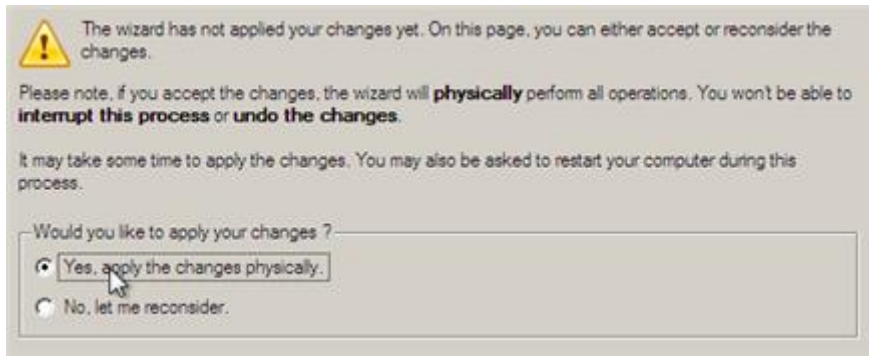 The wizard has not applied your changes yet. On this page, you can either accept or reconsider the
changes.
Please note, if you accept the changes, the wizard will physically perform all operations. You won't be able to
interrupt this process or undo the changes.
It may take some time to apply the changes. You may also be asked to restart your computer during this
process.
Would you like to apply your changes ?
Yes, apply the changes physically.
No, let me reconsider.